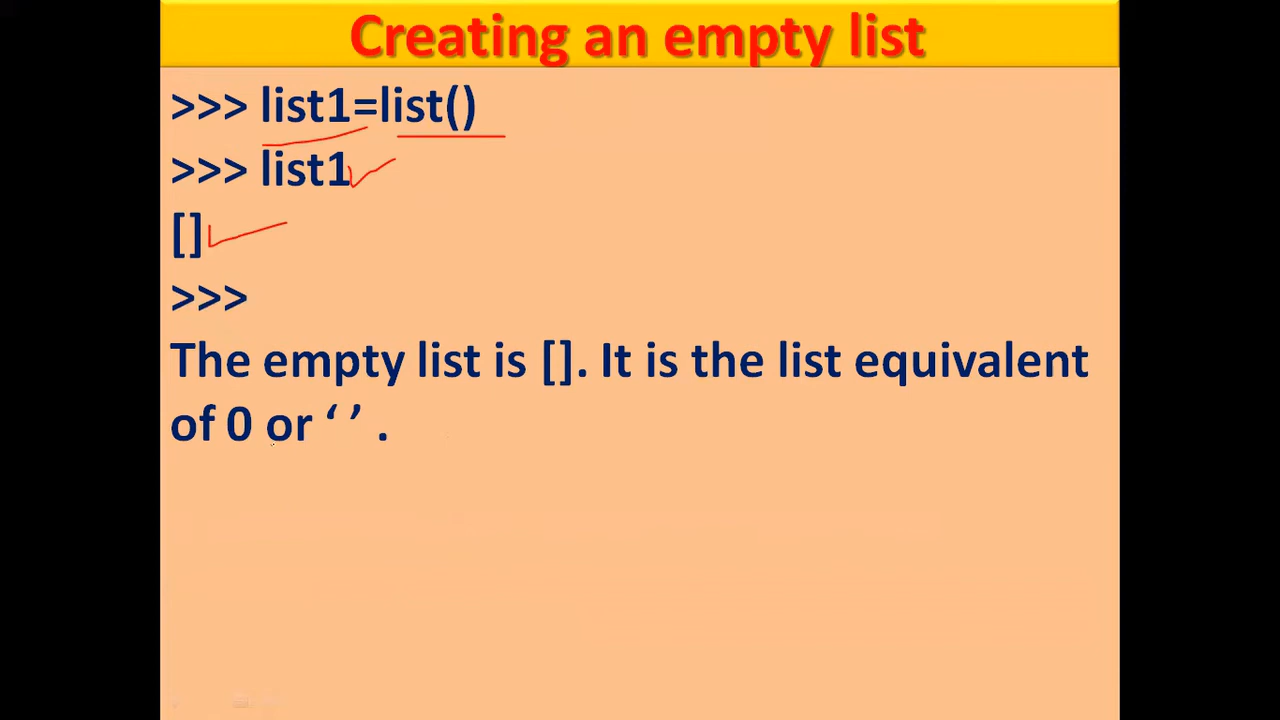 Creating an empty list
>>> list1=list()
>>> list1
[]
>>>
The empty list is []. It is the list equivalent
of 0 or ‘ ’ .